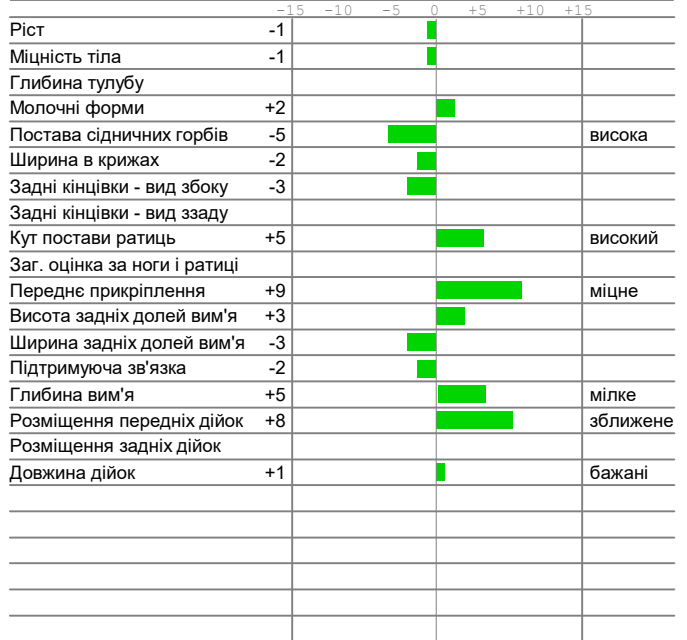 -15 -10 -5 0 +5 +10 +15
Ріст -1
Міцність тіла -1
Глибина тулубу
Молочні форми +2
Постава сідничних горбів -5 висока
Ширина в крижах -2
Задні кінцівки - вид збоку -3
Задні кінцівки - вид ззаду
Кут постави ратиць +5 високий
Заг. оцінка за ноги і ратиці
Переднє прикріплення +9 міцне
Висота задніх долей вим'я +3
Ширина задніх долей вим'я -3
Підтримуюча зв'язка -2
Глибина вим'я +5 мілке
Розміщення передніх дійок +8 зближене
Розміщення задніх дійок
Довжина дійок +1 бажані